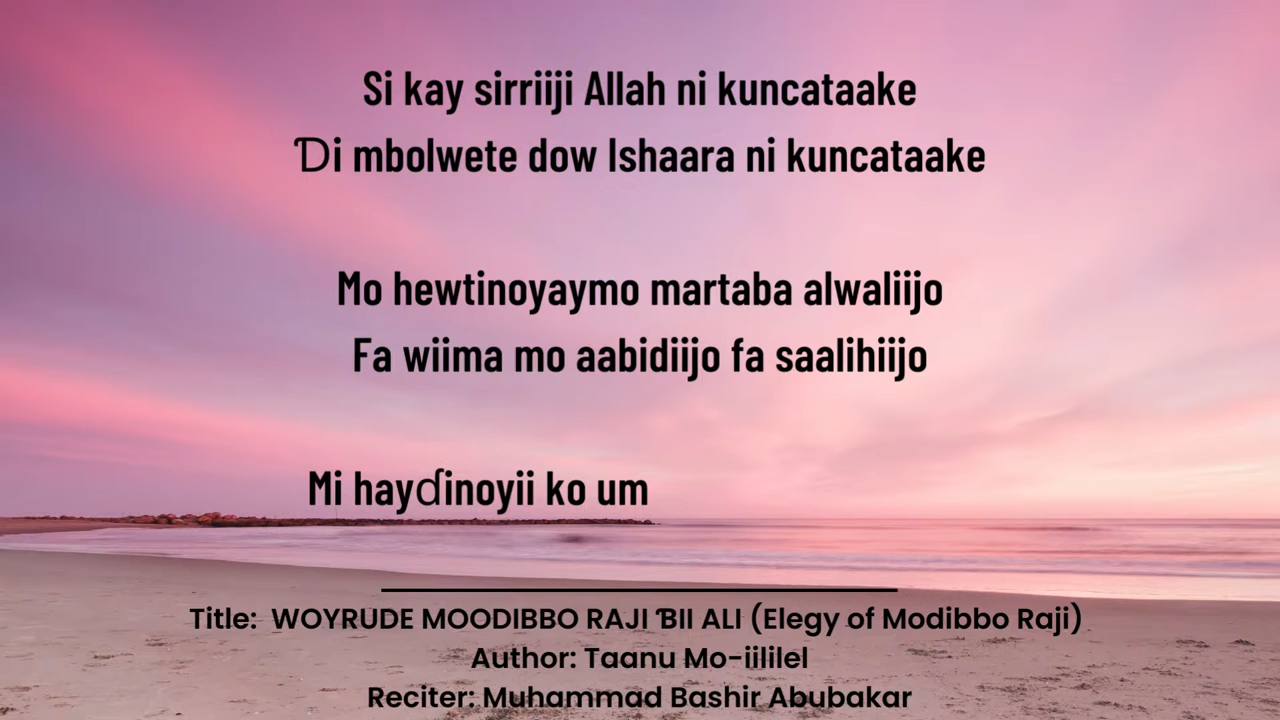 Si kay sirriiji Allah ni kuncataake
Ɗi mbolwete dow Ishaara ni kuncataake
Mo hewtinoyaymo martaba alwaliijo
Fa wiima mo aabidiijo fa saalihiijo
Mi hayɗinoyii ko um
Title: WOYRUDE MOODIBBO RAJI ƁII ALI (Elegy of Modibbo Raji)
Author: Taanu Mo-iililel
Reciter: Muhammad Bashir Abubakar